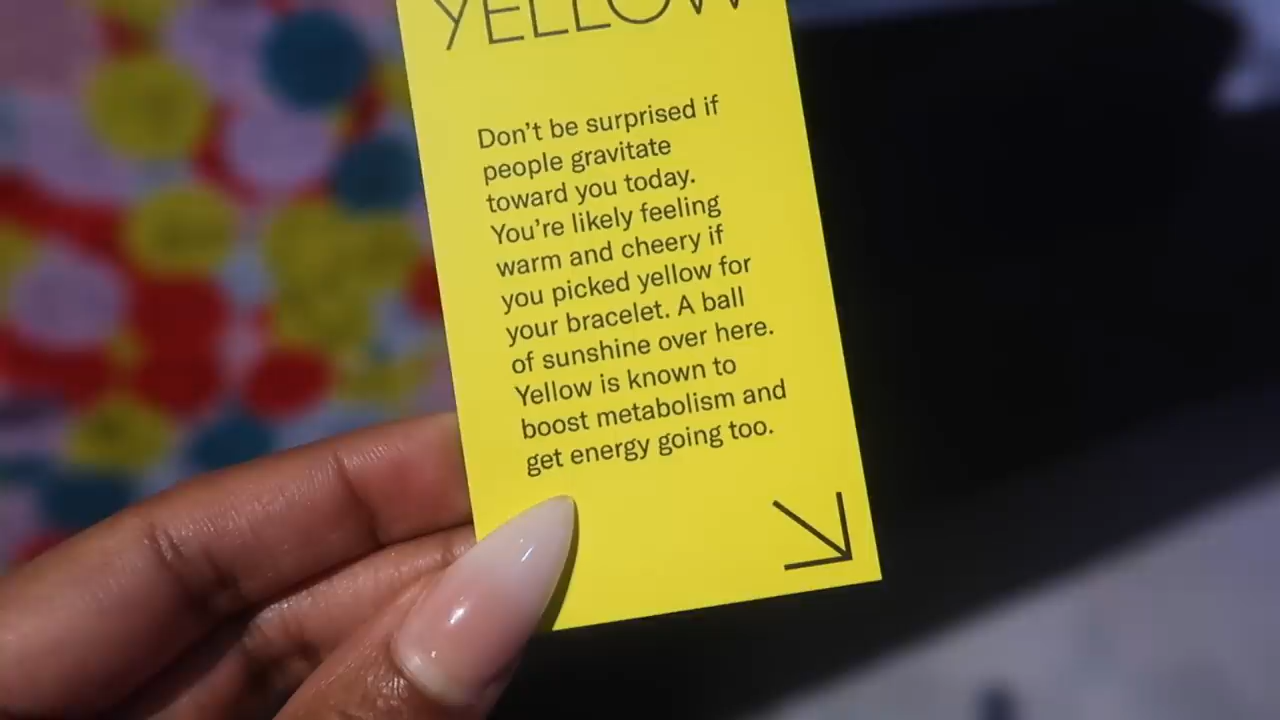 YELLOW
Don't be surprised if
people gravitate
toward you today.
You're likely feeling
warm and cheery if
you picked yellow for
your bracelet. A ball
of sunshine over here.
Yellow is known to
boost metabolism and
get energy going too.